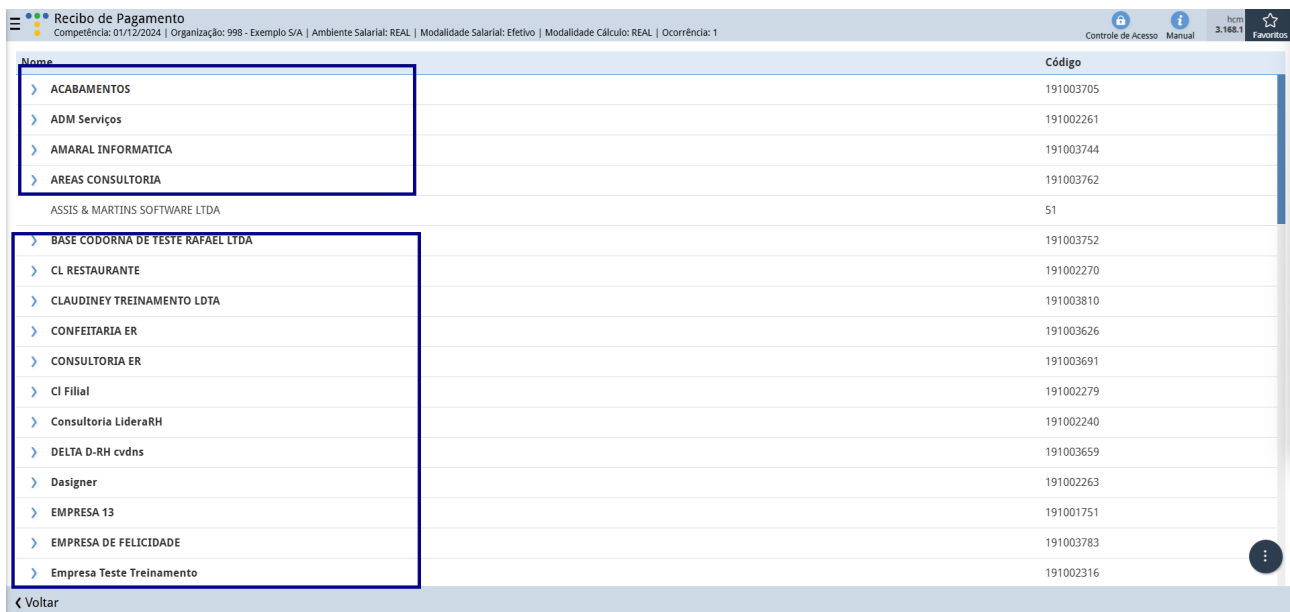 Recibo de Pagamento
Competência: 01/12/2024 | Organização: 998 - Exemplo S/A | Ambiente Salarial: REAL | Modalidade Salarial: Efetivo | Modalidade Cálculo: REAL | Ocorrência: 1
Controle de Acesso
Manual
hcm
3.168.1
Favoritos
Nome Código
ACABAMENTOS 191003705
ADM Serviços 191002261
AMARAL INFORMATICA 191003744
AREAS CONSULTORIA 191003762
ASSIS & MARTINS SOFTWARE LTDA 51
BASE CODORNA DE TESTE RAFAEL LTDA 191003752
CL RESTAURANTE 191002270
CLAUDINEY TREINAMENTO LDTA 191003810
CONFEITARIA ER 191003626
CONSULTORIA ER 191003691
Cl Filial 191002279
Consultoria LideraRH 191002240
DELTA D-RH cvdns 191003659
Dasigner 191002263
EMPRESA 13 191001751
EMPRESA DE FELICIDADE 191003783
Empresa Teste Treinamento 191002316
Voltar